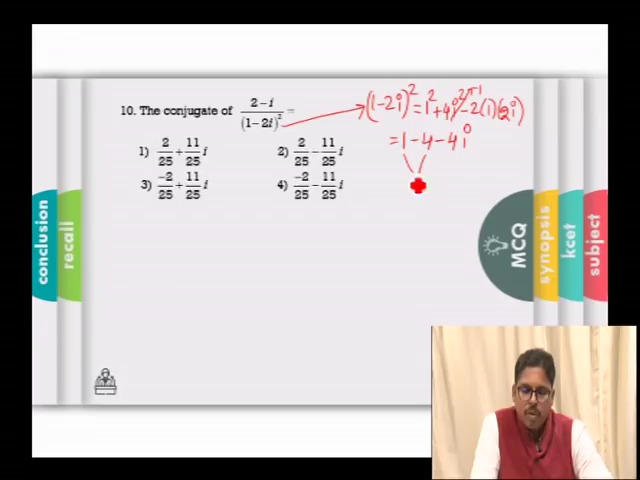 10. The conjugate of (2-i)/(1-2i)² =
1) 2/25 + 11/25 i
2) 2/25 - 11/25 i
3) -2/25 + 11/25 i
4) -2/25 - 11/25 i
(1-2i)² = 1² + 4i² - 2(1)(2i)
-1
= 1 - 4 - 4i
conclusion
recall
MCQ
synopsis
kcet
subject